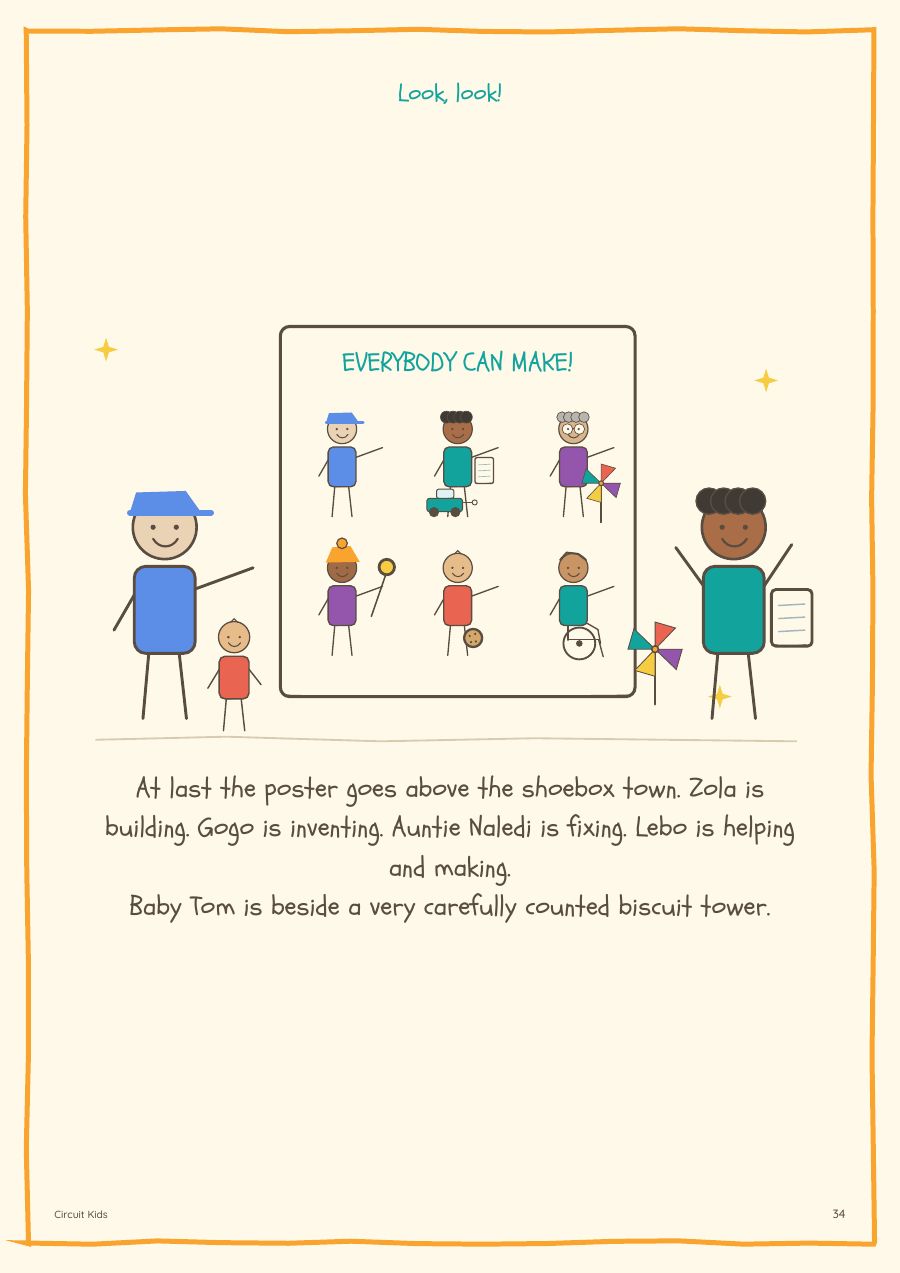 Look, look!
EVERYBODY CAN MAKE!
At last the poster goes above the shoebox town. Zola is
building. Gogo is inventing. Auntie Naledi is fixing. Lebo is helping
and making.
Baby Tom is beside a very carefully counted biscuit tower.
Circuit Kids
34